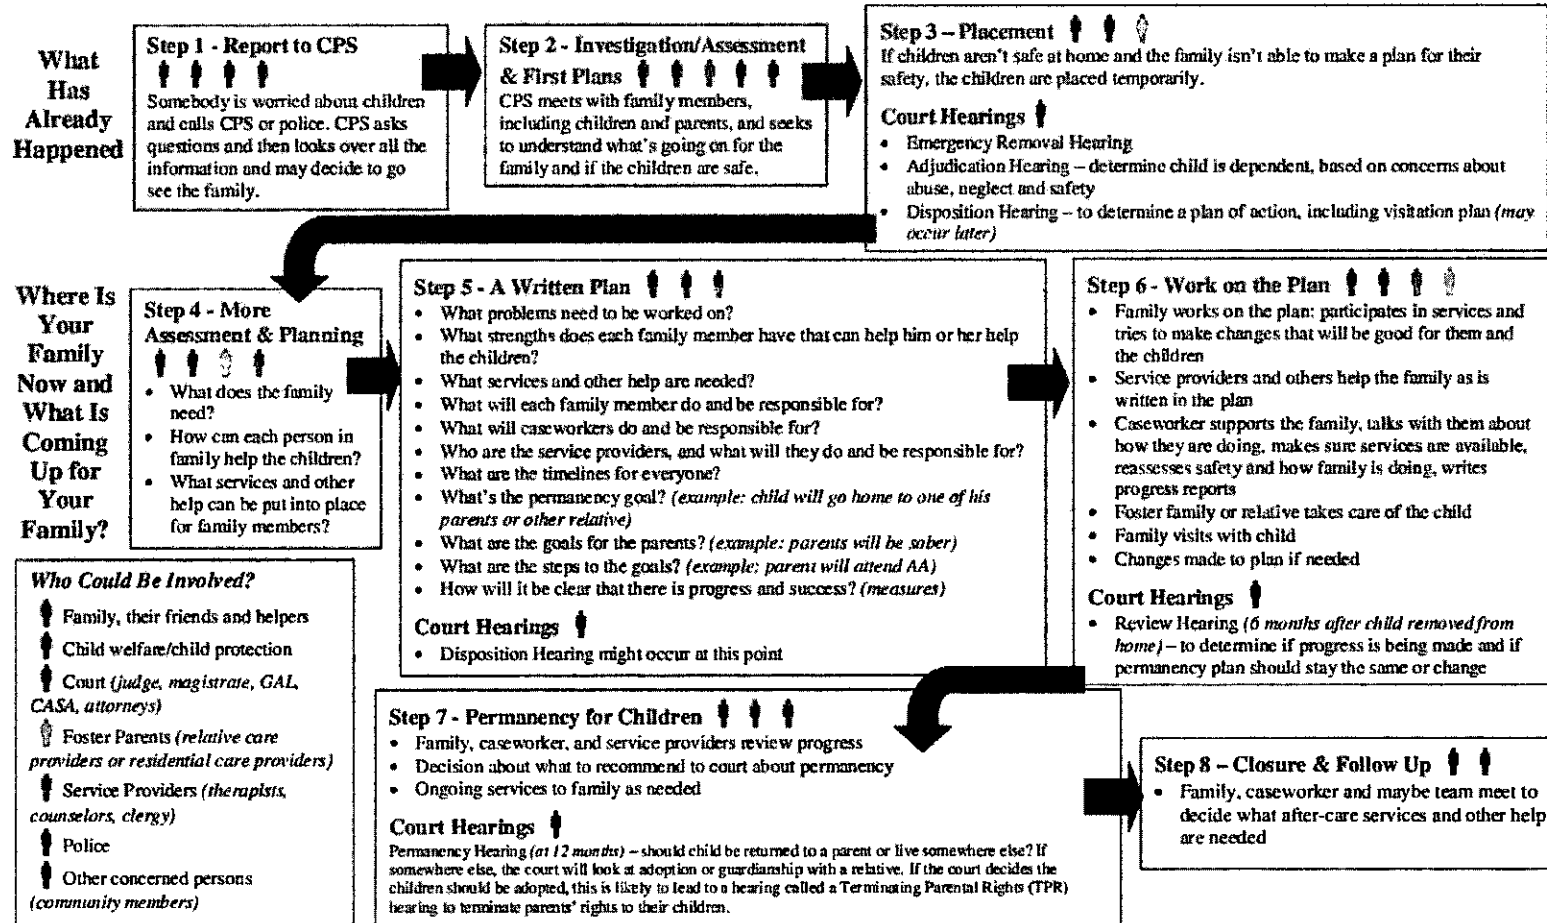 What
Has
Already
Happened
Step 1 - Report to CPS
Somebody is worried about children
and calls CPS or police. CPS asks
questions and then looks over all the
information and may decide to go
see the family.
Step 2 - Investigation/Assessment
& First Plans
CPS meets with family members,
including children and parents, and seeks
to understand what's going on for the
family and if the children are safe.
Step 3 – Placement
If children aren't safe at home and the family isn't able to make a plan for their
safety, the children are placed temporarily.
Court Hearings
• Emergency Removal Hearing
• Adjudication Hearing – determine child is dependent, based on concerns about
abuse, neglect and safety
• Disposition Hearing – to determine a plan of action, including visitation plan (may
occur later)
Where Is
Your
Family
Now and
What Is
Coming
Up for
Your
Family?
Step 4 - More
Assessment & Planning
• What does the family
need?
• How can each person in
family help the children?
• What services and other
help can be put into place
for family members?
Step 5 - A Written Plan
• What problems need to be worked on?
• What strengths does each family member have that can help him or her help
the children?
• What services and other help are needed?
• What will each family member do and be responsible for?
• What will caseworkers do and be responsible for?
• Who are the service providers, and what will they do and be responsible for?
• What are the timelines for everyone?
• What's the permanency goal? (example: child will go home to one of his
parents or other relative)
• What are the goals for the parents? (example: parents will be sober)
• What are the steps to the goals? (example: parent will attend AA)
• How will it be clear that there is progress and success? (measures)
Court Hearings
• Disposition Hearing might occur at this point
Step 6 - Work on the Plan
• Family works on the plan: participates in services and
tries to make changes that will be good for them and
the children
• Service providers and others help the family as is
written in the plan
• Caseworker supports the family, talks with them about
how they are doing, makes sure services are available,
reassesses safety and how family is doing, writes
progress reports
• Foster family or relative takes care of the child
• Family visits with child
• Changes made to plan if needed
Court Hearings
• Review Hearing (6 months after child removed from
home) – to determine if progress is being made and if
permanency plan should stay the same or change
Who Could Be Involved?
Family, their friends and helpers
Child welfare/child protection
Court (judge, magistrate, GAL,
CASA, attorneys)
Foster Parents (relative care
providers or residential care providers)
Service Providers (therapists,
counselors, clergy)
Police
Other concerned persons
(community members)
Step 7 - Permanency for Children
• Family, caseworker, and service providers review progress
• Decision about what to recommend to court about permanency
• Ongoing services to family as needed
Court Hearings
Permanency Hearing (at 12 months) – should child be returned to a parent or live somewhere else? If
somewhere else, the court will look at adoption or guardianship with a relative. If the court decides the
children should be adopted, this is likely to lead to a hearing called a Terminating Parental Rights (TPR)
hearing to terminate parents' rights to their children.
Step 8 – Closure & Follow Up
• Family, caseworker and maybe team meet to
decide what after-care services and other help
are needed